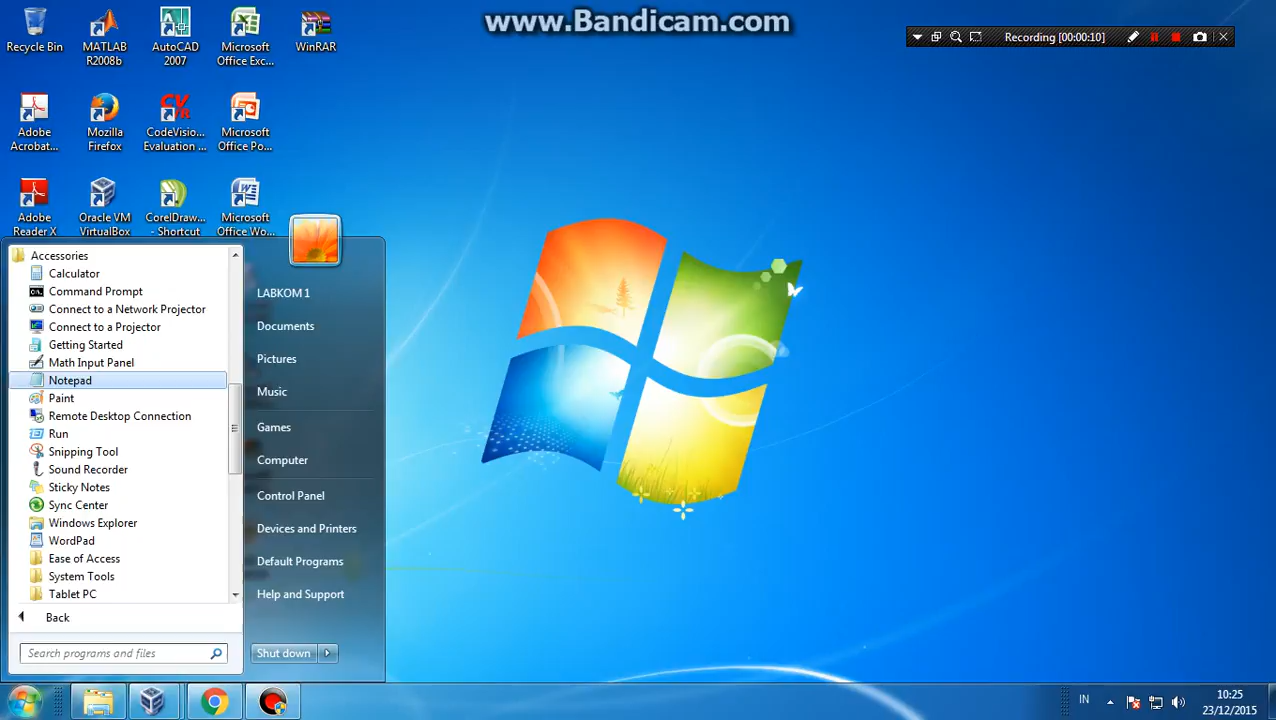 www.Bandicam.com
Recording [00:00:10]
Recycle Bin
MATLAB
R2008b
AutoCAD
2007
Microsoft
Office Exc...
WinRAR
Adobe
Acrobat...
Mozilla
Firefox
CodeVisio...
Evaluation ...
Microsoft
Office Po...
Adobe
Reader X
Oracle VM
VirtualBox
CorelDraw...
- Shortcut
Microsoft
Office Wo...
Accessories
Calculator
Command Prompt
Connect to a Network Projector
Connect to a Projector
Getting Started
Math Input Panel
Notepad
Paint
Remote Desktop Connection
Run
Snipping Tool
Sound Recorder
Sticky Notes
Sync Center
Windows Explorer
WordPad
Ease of Access
System Tools
Tablet PC
Back
Search programs and files
LABKOM 1
Documents
Pictures
Music
Games
Computer
Control Panel
Devices and Printers
Default Programs
Help and Support
Shut down
IN
10:25
23/12/2015